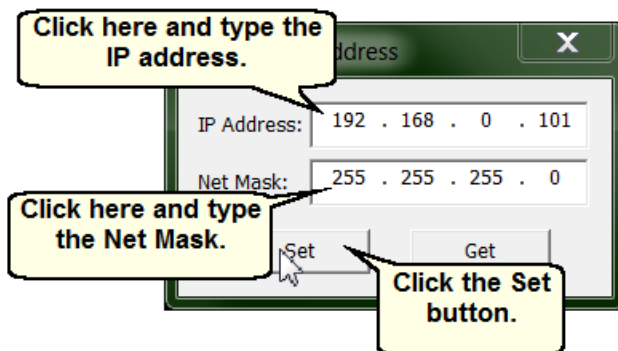 Click here and type the
IP address.
ddress
X
IP Address: 192 . 168 . 0 . 101
Net Mask: 255 . 255 . 255 . 0
Click here and type
the Net Mask.
Set Get
Click the Set
button.